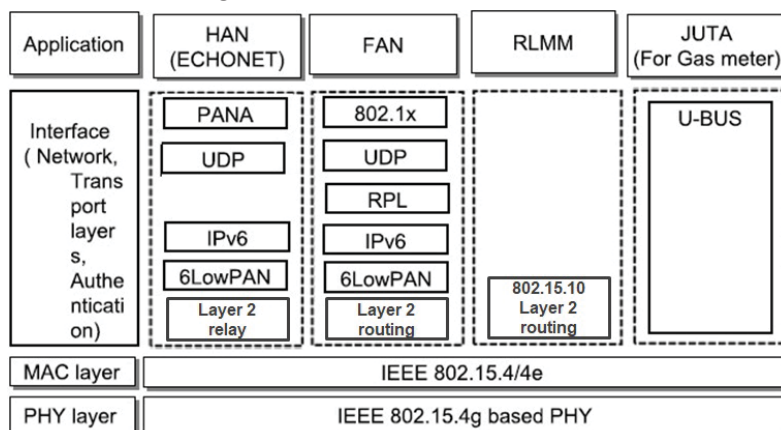 Application
HAN
(ECHONET)
FAN
RLMM
JUTA
(For Gas meter)
Interface
( Network,
Trans
port
layer
s,
Authe
nticati
on)
PANA
UDP
IPv6
6LowPAN
Layer 2
relay
802.1x
UDP
RPL
IPv6
6LowPAN
Layer 2
routing
802.15.10
Layer 2
routing
U-BUS
MAC layer
IEEE 802.15.4/4e
PHY layer
IEEE 802.15.4g based PHY